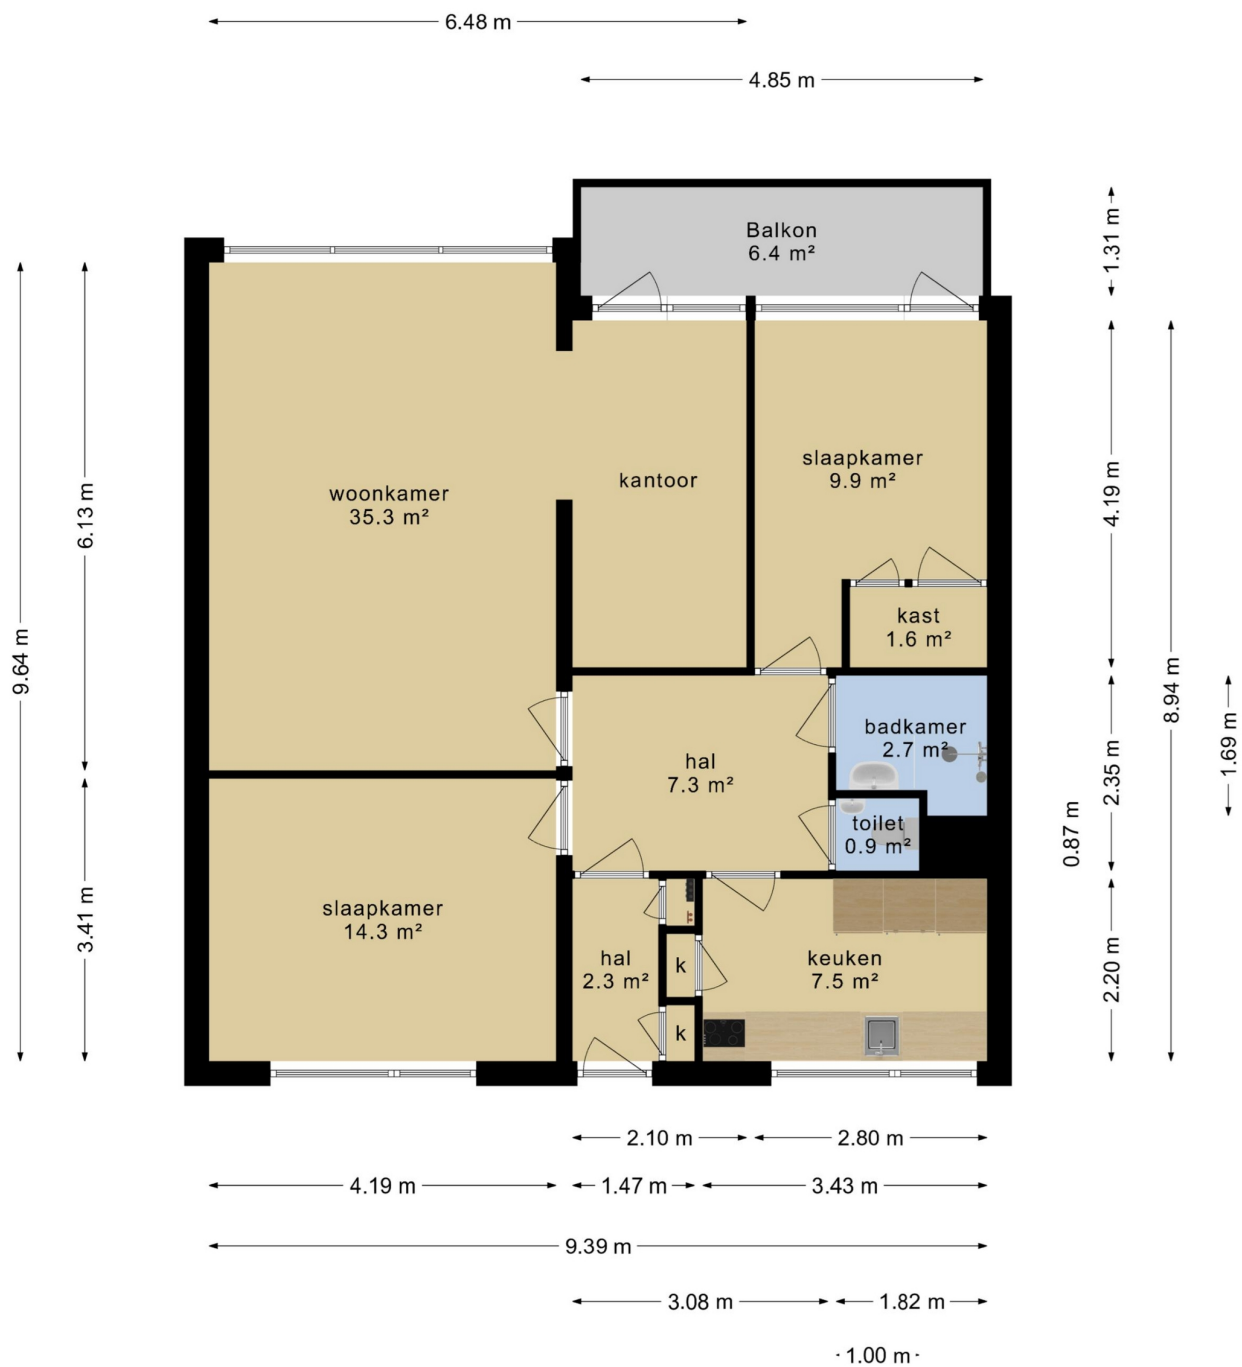 6.48 m
4.85 m
Balkon
6.4 m²
1.31 m
slaapkamer
9.9 m²
kantoor
woonkamer
35.3 m²
6.13 m
9.64 m
4.19 m
8.94 m
kast
1.6 m²
badkamer
2.7 m²
hal
7.3 m²
2.35 m
1.69 m
toilet
0.9 m²
0.87 m
slaapkamer
14.3 m²
3.41 m
hal
2.3 m²
k
k
keuken
7.5 m²
2.20 m
2.10 m
2.80 m
4.19 m
1.47 m
3.43 m
9.39 m
3.08 m
1.82 m
1.00 m